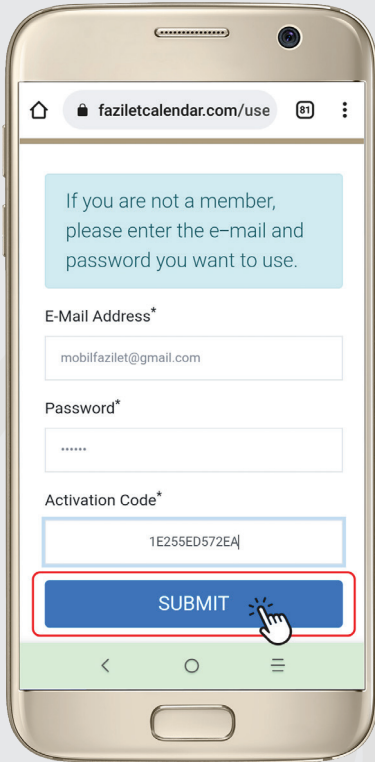 faziletcalendar.com/use
81
If you are not a member,
please enter the e-mail and
password you want to use.
E-Mail Address*
mobilfazilet@gmail.com
Password*
••••••
Activation Code*
1E255ED572EA
SUBMIT